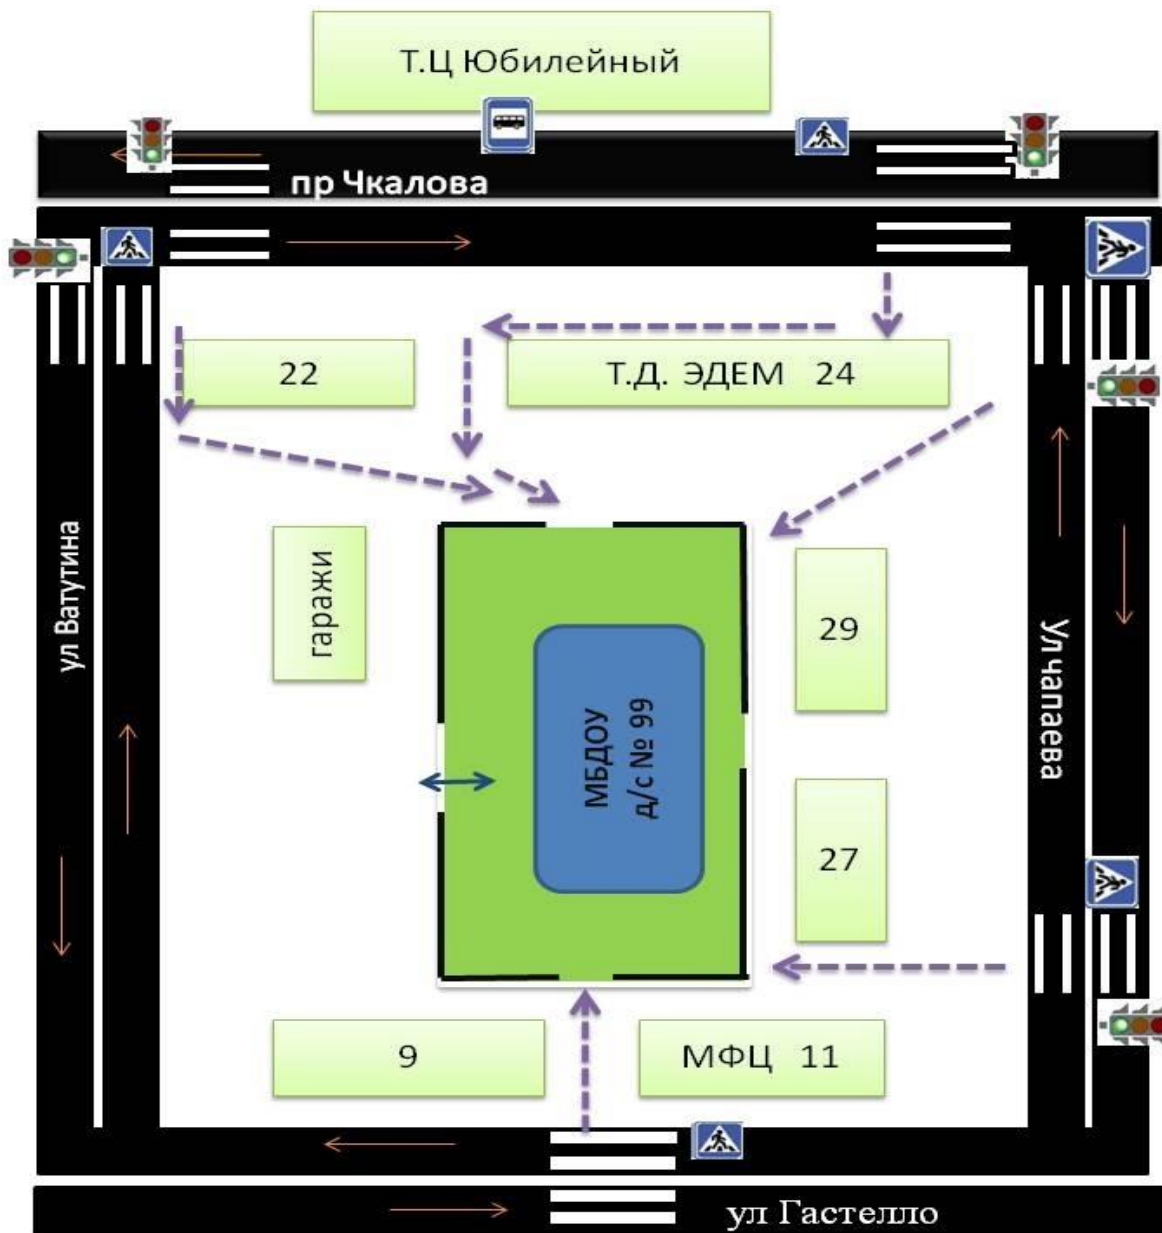 Т.Ц Юбилейный
пр Чкалова
22
Т.Д. ЭДЕМ 24
ул Ватутина
гаражи
МБДОУ
д/с № 99
29
Ул чапаева
27
9
МФЦ 11
ул Гастелло